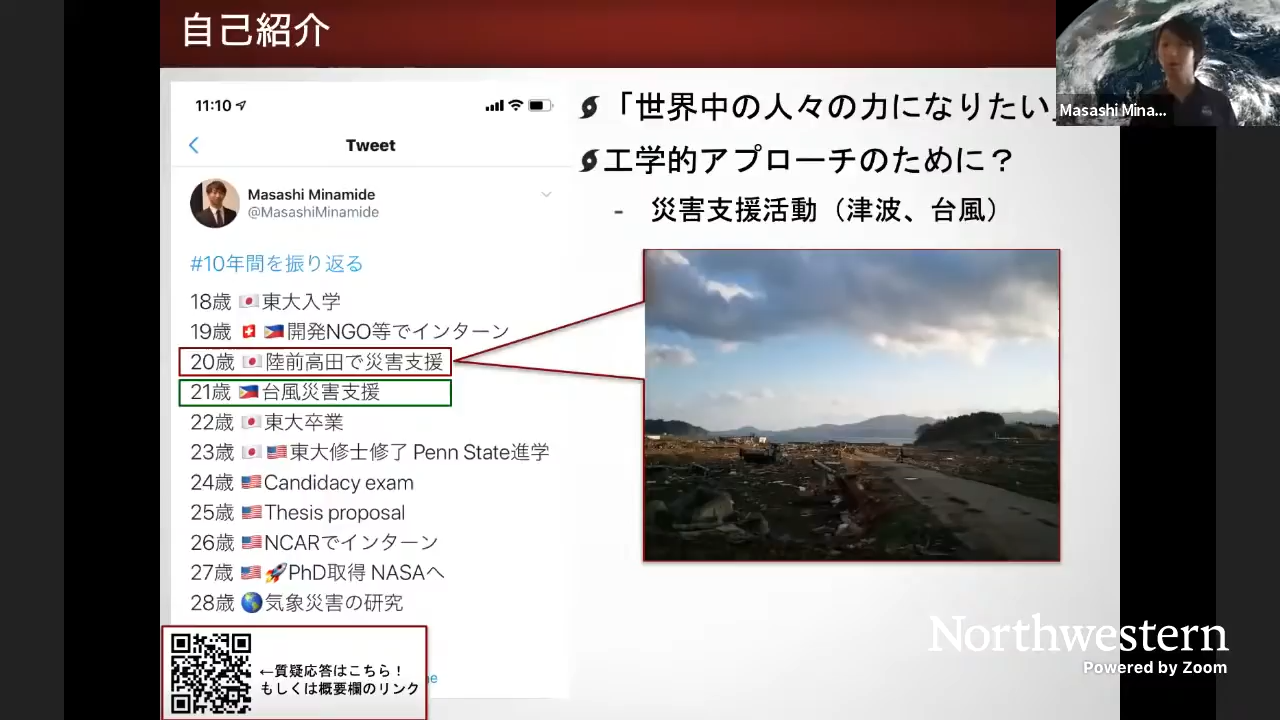 自己紹介
11:10
Tweet
Masashi Minamide
@MasashiMinamide
#10年間を振り返る
18歳 🇯🇵東大入学
19歳 🇨🇭 🇵🇭開発NGO等でインターン
20歳 🇯🇵陸前高田で災害支援
21歳 🇵🇭台風災害支援
22歳 🇯🇵東大卒業
23歳 🇯🇵 🇺🇸東大修士修了 Penn State進学
24歳 🇺🇸Candidacy exam
25歳 🇺🇸Thesis proposal
26歳 🇺🇸NCARでインターン
27歳 🇺🇸 🚀PhD取得 NASAへ
28歳 🌎気象災害の研究
←質疑応答はこちら！
もしくは概要欄のリンク
「世界中の人々の力になりたい」
工学的アプローチのために？
- 災害支援活動（津波、台風）
Masashi Mina...
Northwestern
Powered by Zoom